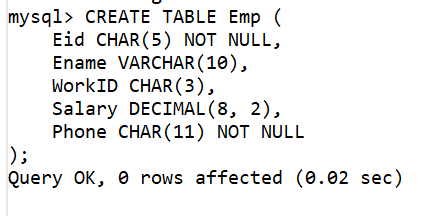 mysql> CREATE TABLE Emp (
    Eid CHAR(5) NOT NULL,
    Ename VARCHAR(10),
    WorkID CHAR(3),
    Salary DECIMAL(8, 2),
    Phone CHAR(11) NOT NULL
);
Query OK, 0 rows affected (0.02 sec)